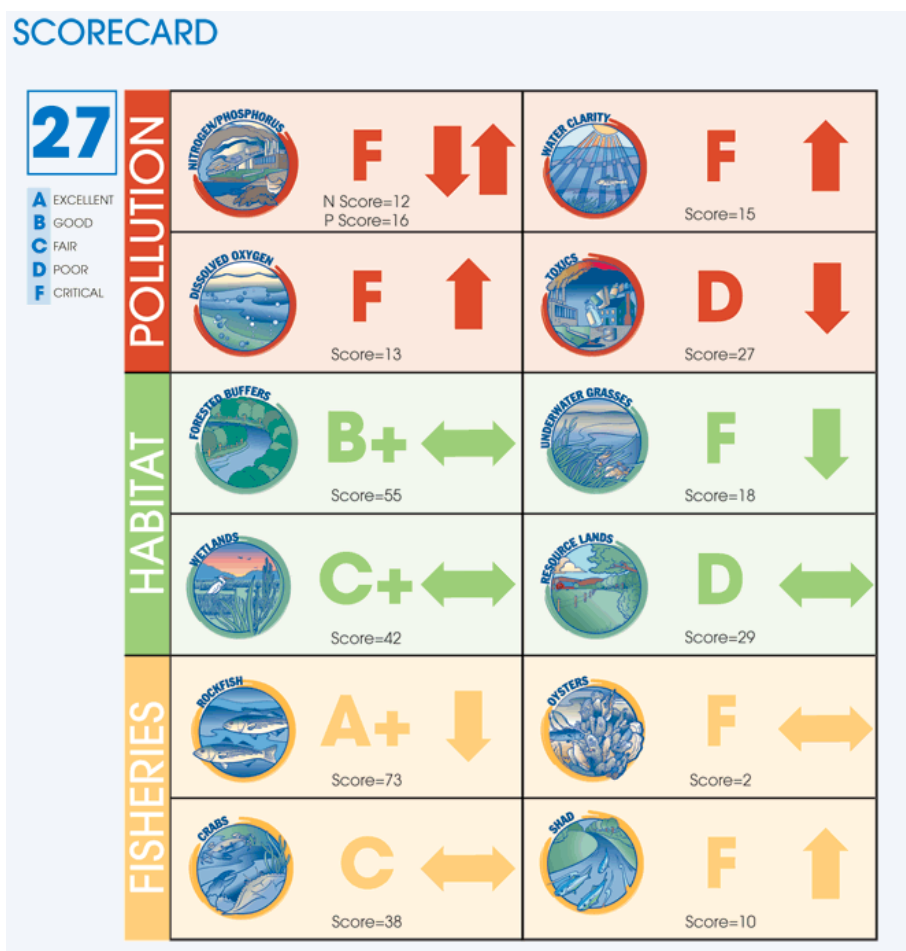 SCORECARD
27
A EXCELLENT
B GOOD
C FAIR
D POOR
F CRITICAL
POLLUTION
NITROGEN/PHOSPHORUS
F
N Score=12
P Score=16
WATER CLARITY
F
Score=15
DISSOLVED OXYGEN
F
Score=13
TOXICS
D
Score=27
HABITAT
FORESTED BUFFERS
B+
Score=55
UNDERWATER GRASSES
F
Score=18
WETLANDS
C+
Score=42
RESOURCE LANDS
D
Score=29
FISHERIES
ROCKFISH
A+
Score=73
OYSTERS
F
Score=2
CRABS
C
Score=38
SHAD
F
Score=10